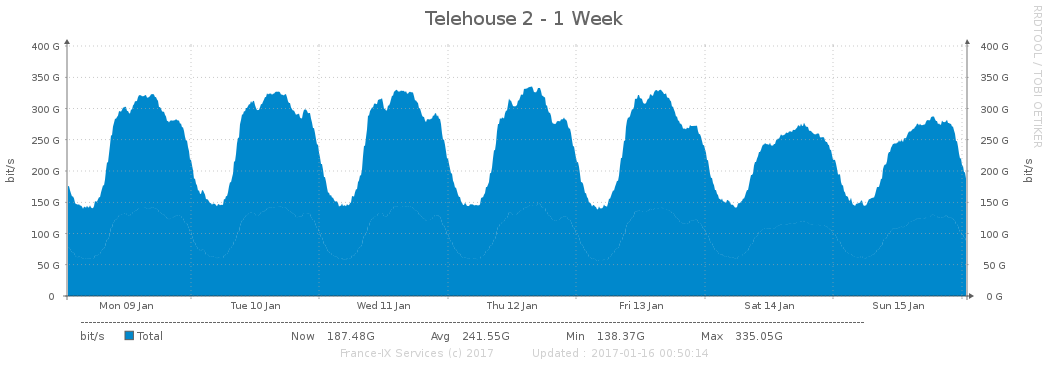 Telehouse 2 - 1 Week
RRDTOOL / TOBI OETIKER
400 G 400 G
350 G 350 G
300 G 300 G
250 G 250 G
200 G 200 G
150 G 150 G
100 G 100 G
50 G 50 G
0 0 G
bit/s bit/s
Mon 09 Jan Tue 10 Jan Wed 11 Jan Thu 12 Jan Fri 13 Jan Sat 14 Jan Sun 15 Jan
bit/s Total Now 187.48G Avg 241.55G Min 138.37G Max 335.05G
France-IX Services (c) 2017 Updated : 2017-01-16 00:50:14